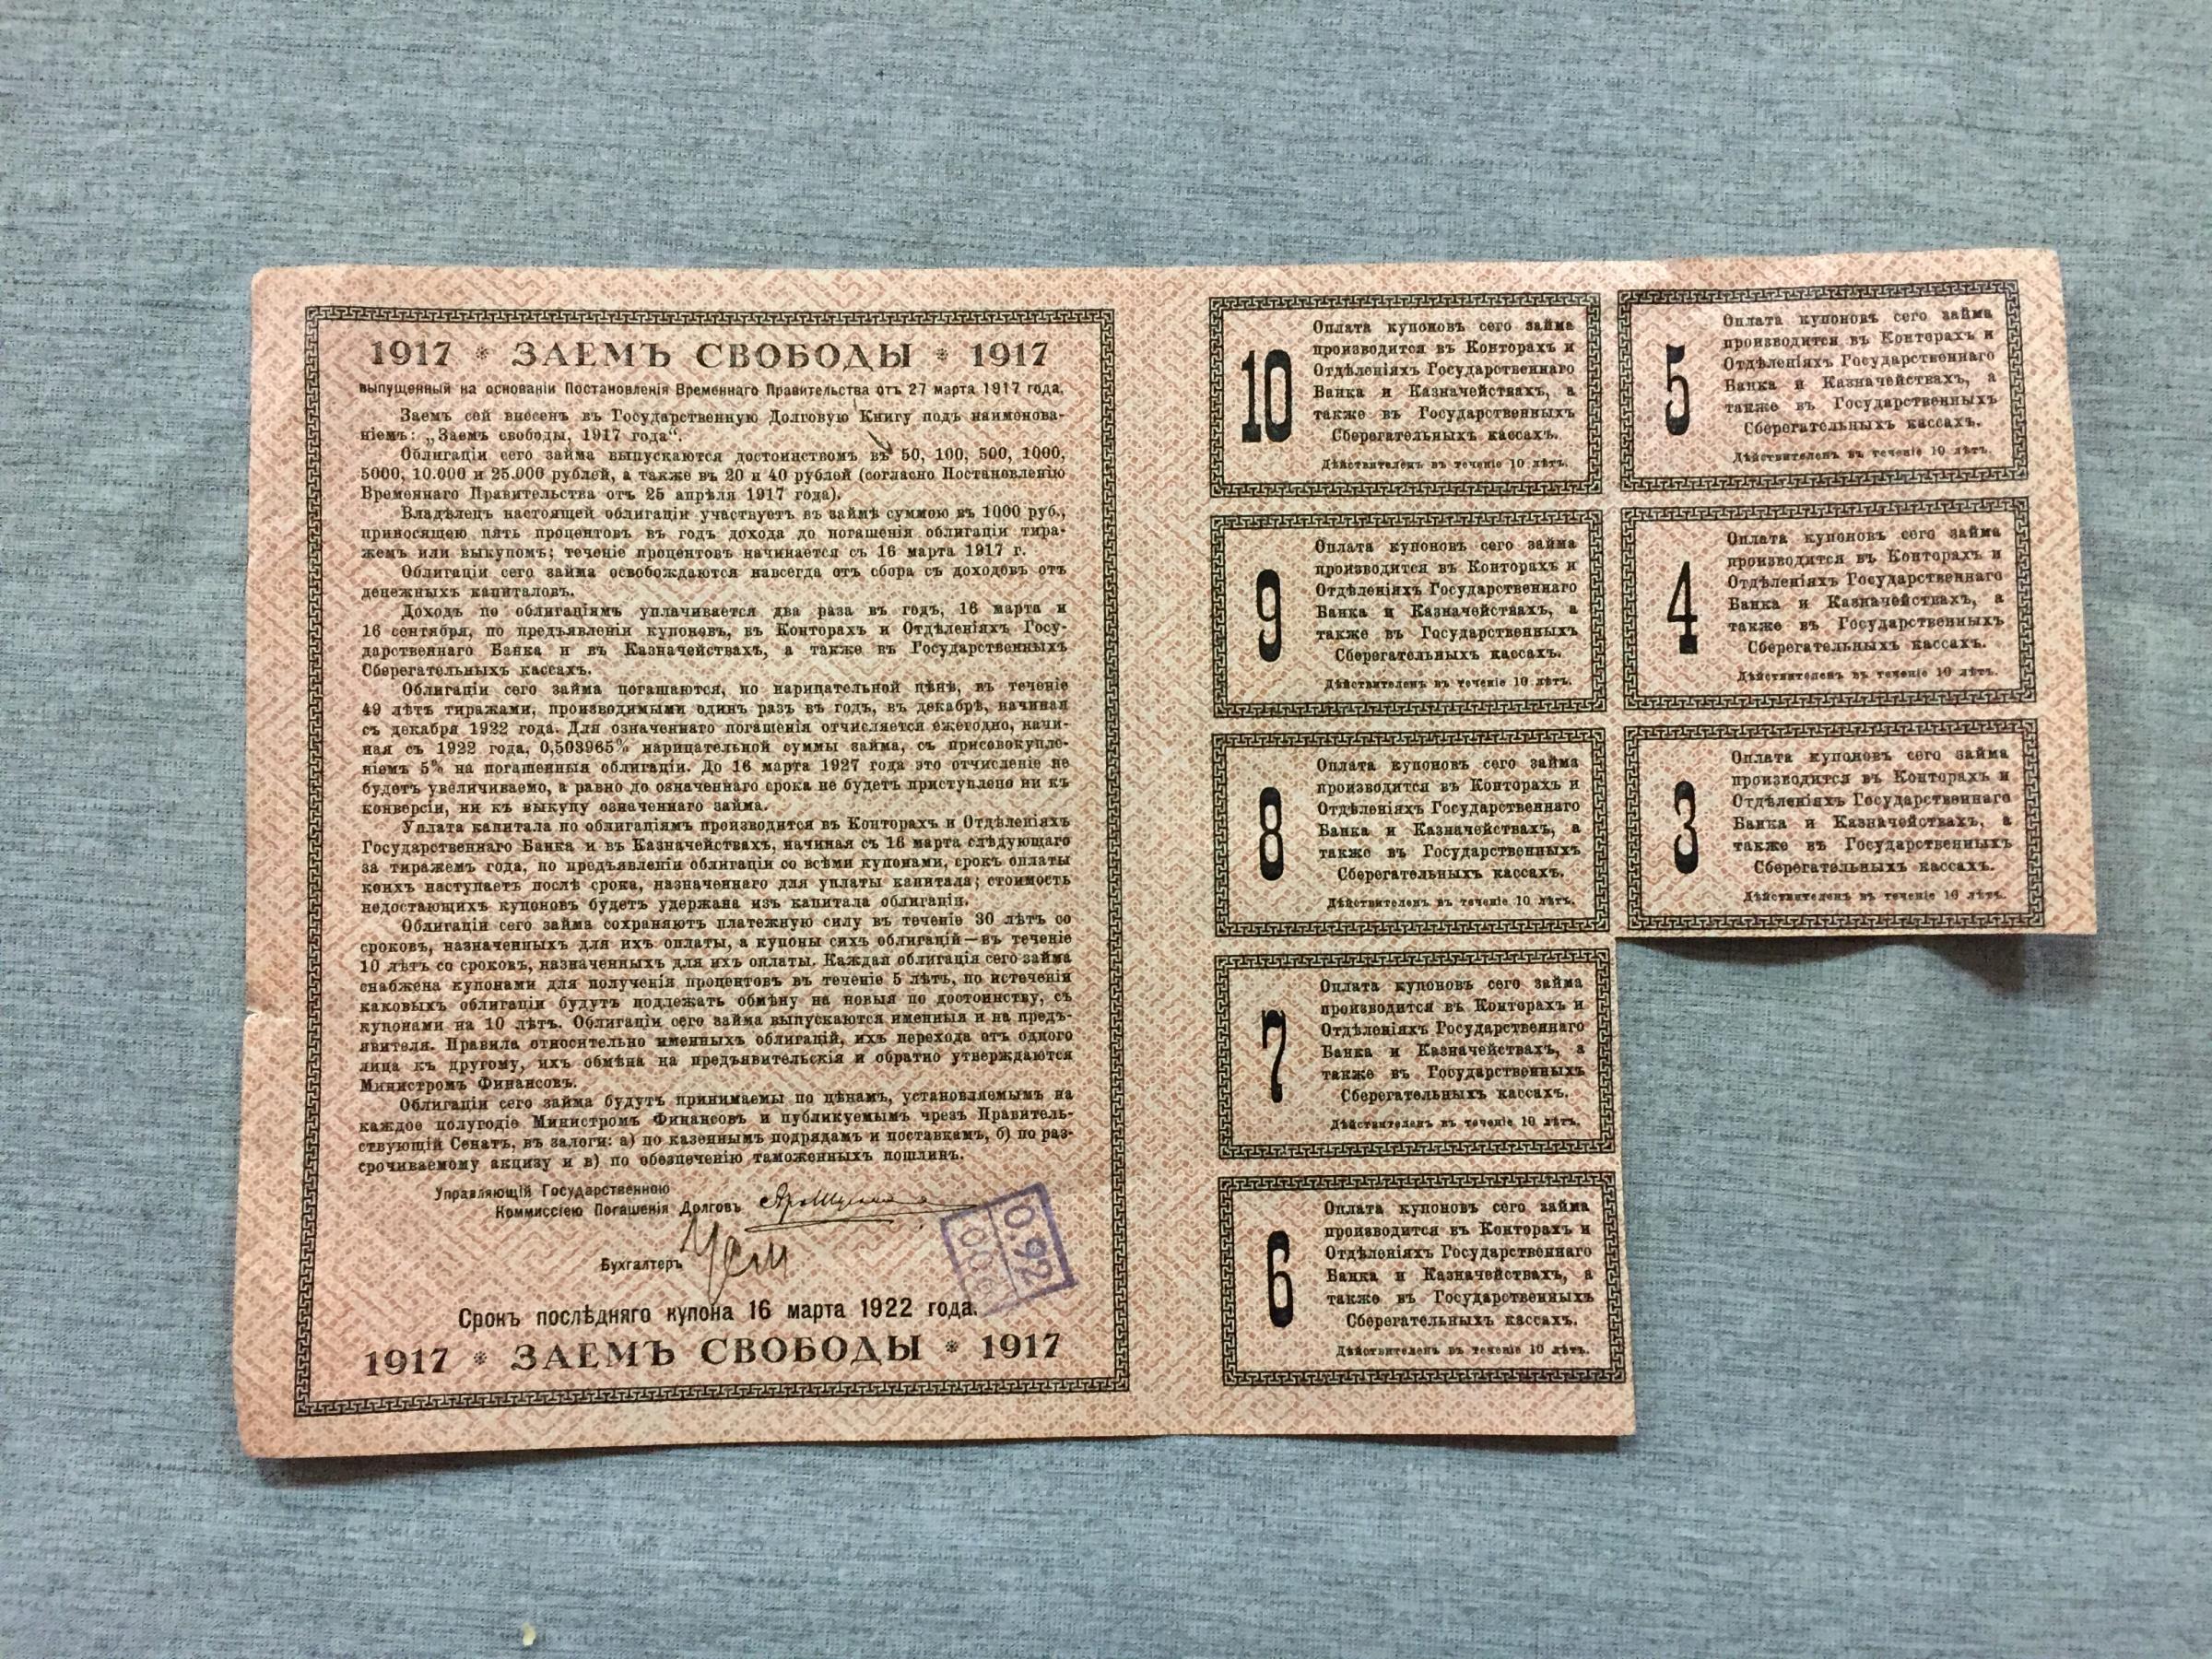 1917 * ЗАЕМЪ СВОБОДЫ * 1917
выпущенный на основаніи Постановленія Временнаго Правительства отъ 27 марта 1917 года.
Заемъ сей внесенъ въ Государственную Долговую Книгу подъ наименова-
ніемъ: „Заемъ свободы, 1917 года“.
Облигаціи сего займа выпускаются достоинствомъ въ 50, 100, 500, 1000,
5000, 10.000 и 25.000 рублей, а также въ 20 и 40 рублей (согласно Постановленію
Временнаго Правительства отъ 25 апрѣля 1917 года).
Владѣлецъ настоящей облигаціи участвуетъ въ займѣ суммою въ 1000 руб.,
приносящею пять процентовъ въ годъ дохода до погашенія облигаціи тира-
жемъ или выкупомъ; теченіе процентовъ начинается съ 16 марта 1917 г.
Облигаціи сего займа освобождаются навсегда отъ сбора съ доходовъ отъ
денежныхъ капиталовъ.
Доходъ по облигаціямъ уплачивается два раза въ годъ, 16 марта и
16 сентября, по предъявленіи купоновъ, въ Конторахъ и Отдѣленіяхъ Госу-
дарственнаго Банка и въ Казначействахъ, а также въ Государственныхъ
Сберегательныхъ кассахъ.
Облигаціи сего займа погашаются, по нарицательной цѣнѣ, въ теченіе
49 лѣтъ тиражами, производимыми одинъ разъ въ годъ, въ декабрѣ, начиная
съ декабря 1922 года. Для означеннаго погашенія отчисляется ежегодно, начи-
ная съ 1922 года, 0,503965% нарицательной суммы займа, съ присовокупле-
ніемъ 5% на погашенныя облигаціи. До 16 марта 1927 года это отчисленіе не
будетъ увеличиваемо, а равно до означеннаго срока не будетъ приступлено ни къ
конверсіи, ни къ выкупу означеннаго займа.
Уплата капитала по облигаціямъ производится въ Конторахъ и Отдѣленіяхъ
Государственнаго Банка и въ Казначействахъ, начиная съ 16 марта слѣдующаго
за тиражемъ года, по предъявленіи облигаціи со всѣми купонами, срокъ оплаты
коихъ наступаетъ послѣ срока, назначеннаго для уплаты капитала; стоимость
недостающихъ купоновъ будетъ удержана изъ капитала облигаціи.
Облигаціи сего займа сохраняютъ платежную силу въ теченіе 30 лѣтъ со
сроковъ, назначенныхъ для ихъ оплаты, а купоны сихъ облигацій—въ теченіе
10 лѣтъ со сроковъ, назначенныхъ для ихъ оплаты. Каждая облигація сего займа
снабжена купонами для полученія процентовъ въ теченіе 5 лѣтъ, по истеченіи
каковыхъ облигаціи будутъ подлежать обмѣну на новыя по достоинству, съ
купонами на 10 лѣтъ. Облигаціи сего займа выпускаются именныя и на предъ-
явителя. Правила относительно именныхъ облигацій, ихъ перехода отъ одного
лица къ другому, ихъ обмѣна на предъявительскія и обратно утверждаются
Министромъ Финансовъ.
Облигаціи сего займа будутъ принимаемы по цѣнамъ, установляемымъ на
каждое полугодіе Министромъ Финансовъ и публикуемымъ чрезъ Правитель-
ствующій Сенатъ, въ залоги: а) по казеннымъ подрядамъ и поставкамъ, б) по раз-
срочиваемому акцизу и в) по обезпеченію таможенныхъ пошлинъ.
Управляющій Государственною
Коммиссіею Погашенія Долговъ
Бухгалтеръ
0.92
Срокъ послѣдняго купона 16 марта 1922 года.
1917 * ЗАЕМЪ СВОБОДЫ * 1917
10
Оплата купоновъ сего займа
производится въ Конторахъ и
Отдѣленіяхъ Государственнаго
Банка и Казначействахъ, а
также въ Государственныхъ
Сберегательныхъ кассахъ.
Дѣйствителенъ въ теченіе 10 лѣтъ.
9
Оплата купоновъ сего займа
производится въ Конторахъ и
Отдѣленіяхъ Государственнаго
Банка и Казначействахъ, а
также въ Государственныхъ
Сберегательныхъ кассахъ.
Дѣйствителенъ въ теченіе 10 лѣтъ.
8
Оплата купоновъ сего займа
производится въ Конторахъ и
Отдѣленіяхъ Государственнаго
Банка и Казначействахъ, а
также въ Государственныхъ
Сберегательныхъ кассахъ.
Дѣйствителенъ въ теченіе 10 лѣтъ.
7
Оплата купоновъ сего займа
производится въ Конторахъ и
Отдѣленіяхъ Государственнаго
Банка и Казначействахъ, а
также въ Государственныхъ
Сберегательныхъ кассахъ.
Дѣйствителенъ въ теченіе 10 лѣтъ.
6
Оплата купоновъ сего займа
производится въ Конторахъ и
Отдѣленіяхъ Государственнаго
Банка и Казначействахъ, а
также въ Государственныхъ
Сберегательныхъ кассахъ.
Дѣйствителенъ въ теченіе 10 лѣтъ.
5
Оплата купоновъ сего займа
производится въ Конторахъ и
Отдѣленіяхъ Государственнаго
Банка и Казначействахъ, а
также въ Государственныхъ
Сберегательныхъ кассахъ.
Дѣйствителенъ въ теченіе 10 лѣтъ.
4
Оплата купоновъ сего займа
производится въ Конторахъ и
Отдѣленіяхъ Государственнаго
Банка и Казначействахъ, а
также въ Государственныхъ
Сберегательныхъ кассахъ.
Дѣйствителенъ въ теченіе 10 лѣтъ.
3
Оплата купоновъ сего займа
производится въ Конторахъ и
Отдѣленіяхъ Государственнаго
Банка и Казначействахъ, а
также въ Государственныхъ
Сберегательныхъ кассахъ.
Дѣйствителенъ въ теченіе 10 лѣтъ.